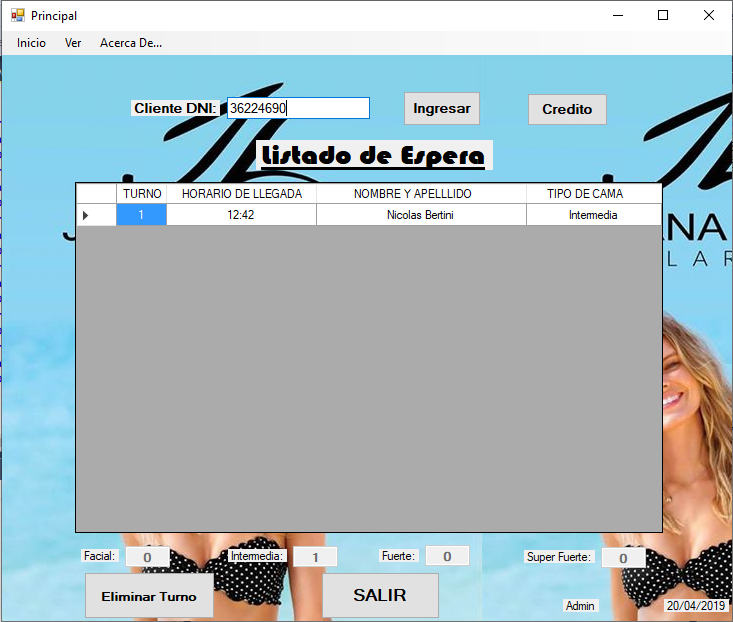 Principal
Inicio Ver Acerca De...
Cliente DNI: 36224690 Ingresar Credito
Listado de Espera
TURNO HORARIO DE LLEGADA NOMBRE Y APELLLIDO TIPO DE CAMA
1 12:42 Nicolas Bertini Intermedia
J ANA
LAR
Facial: 0 Intermedia: 1 Fuerte: 0 Super Fuerte: 0
Eliminar Turno SALIR
Admin 20/04/2019